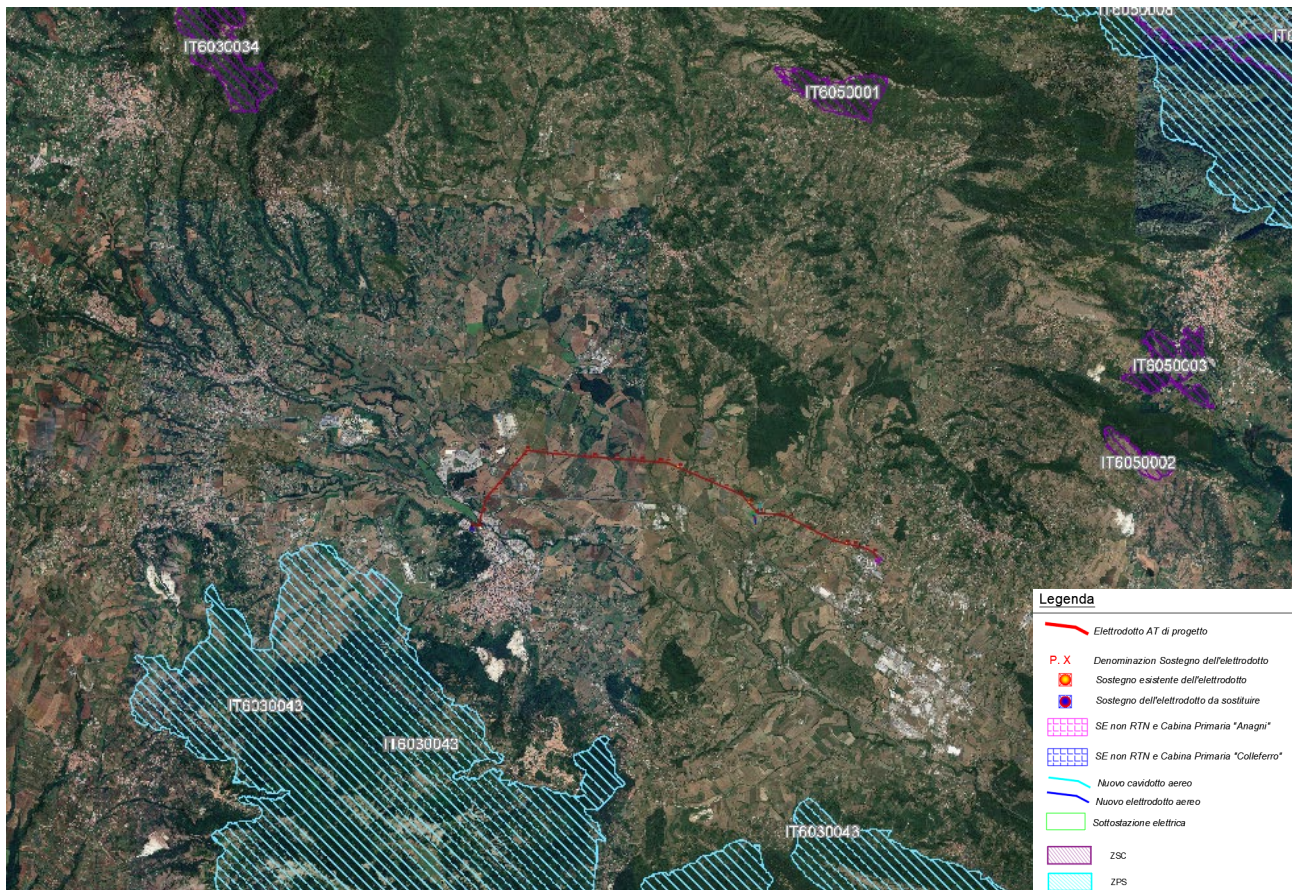 IT6050008
IT6030034
IT6050001
IT6050003
IT6050002
IT6030043
IT6030043
IT6030043
Legenda
Elettrodotto AT di progetto
P. X Denominazion Sostegno dell'elettrodotto
Sostegno esistente dell'elettrodotto
Sostegno dell'elettrodotto da sostituire
SE non RTN e Cabina Primaria "Anagni"
SE non RTN e Cabina Primaria "Colleferro"
Nuovo cavidotto aereo
Nuovo elettrodotto aereo
Sottostazione elettrica
ZSC
ZPS